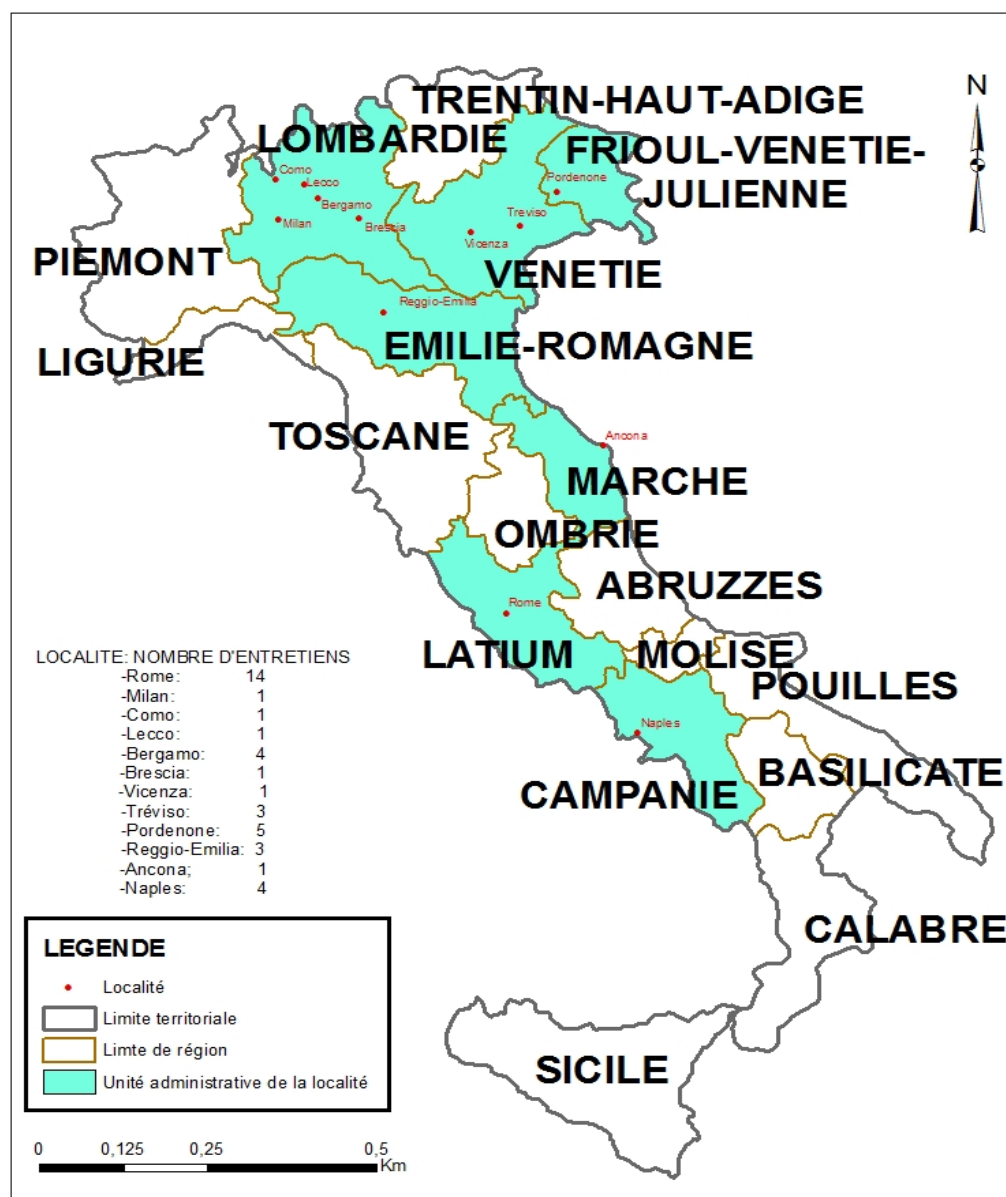 N
TRENTIN-HAUT-ADIGE
LOMBARDIE
FRIOUL-VENETIE-
JULIENNE
Como
Lecco
Pordenone
Bergamo
Milan
Brescia
Treviso
Vicenza
PIEMONT
VENETIE
Reggio-Emilia
EMILIE-ROMAGNE
LIGURIE
TOSCANE
Ancona
MARCHE
OMBRIE
ABRUZZES
Rome
LATIUM
MOLISE
POUILLES
Naples
BASILICATE
CAMPANIE
CALABRE
SICILE
LOCALITE: NOMBRE D'ENTRETIENS
-Rome: 14
-Milan: 1
-Como: 1
-Lecco: 1
-Bergamo: 4
-Brescia: 1
-Vicenza: 1
-Tréviso: 3
-Pordenone: 5
-Reggio-Emilia: 3
-Ancona; 1
-Naples: 4
LEGENDE
Localité
Limite territoriale
Limte de région
Unité administrative de la localité
0 0,125 0,25 0,5
Km